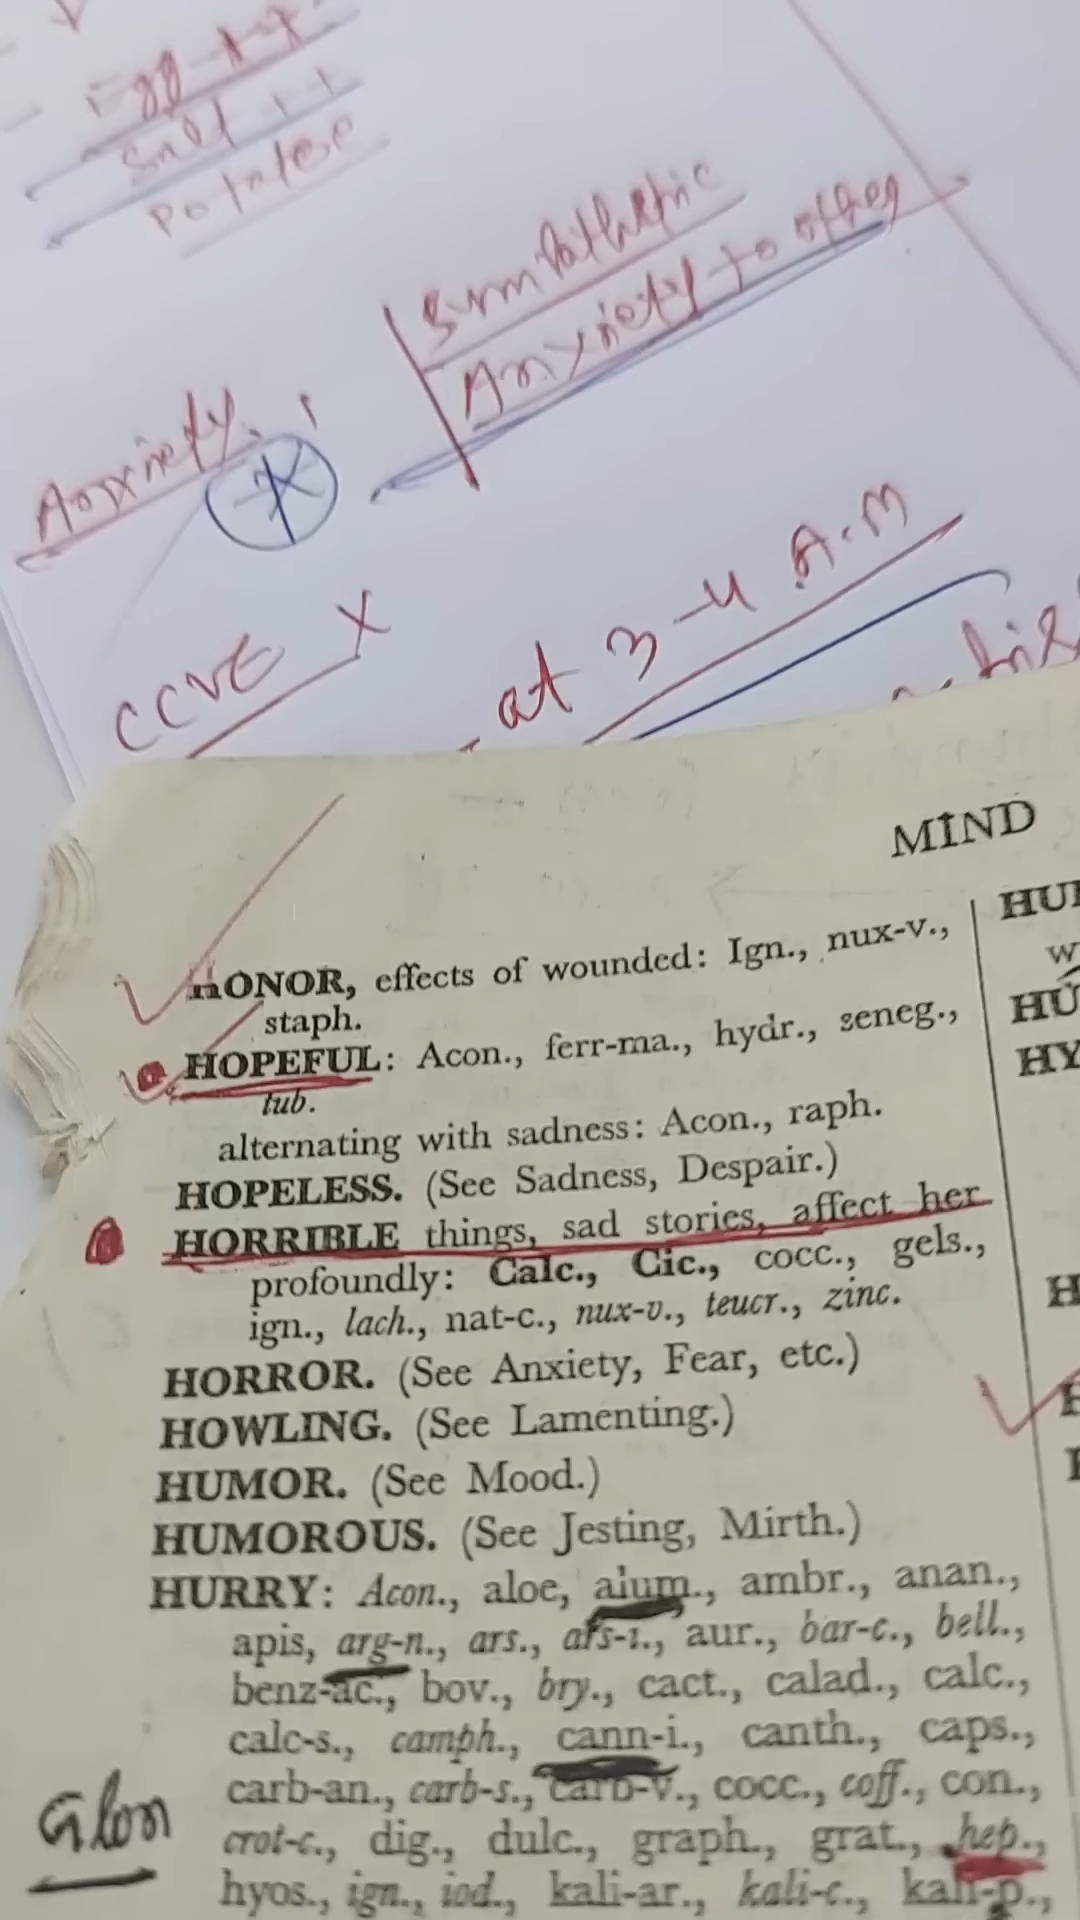 Egg - + +
Salt + +
Potatoe
Simpathetic
Anxiety to other
Anxiety.
CCVE X
at 3-4 A.M
MIND
HONOR, effects of wounded: Ign., nux-v.,
staph.
HOPEFUL: Acon., ferr-ma., hydr., seneg.,
tub.
alternating with sadness: Acon., raph.
HOPELESS. (See Sadness, Despair.)
HORRIBLE things, sad stories, affect her
profoundly: Calc., Cic., cocc., gels.,
ign., lach., nat-c., nux-v., teucr., zinc.
HORROR. (See Anxiety, Fear, etc.)
HOWLING. (See Lamenting.)
HUMOR. (See Mood.)
HUMOROUS. (See Jesting, Mirth.)
HURRY: Acon., aloe, alum., ambr., anan.,
apis, arg-n., ars., ars-i., aur., bar-c., bell.,
benz-ac., bov., bry., cact., calad., calc.,
calc-s., camph., cann-i., canth., caps.,
carb-an., carb-s., carb-v., cocc., coff., con.,
Glon
crot-c., dig., dulc., graph., grat., hep.,
hyos., ign., iod., kali-ar., kali-c., kali-p.,
HY